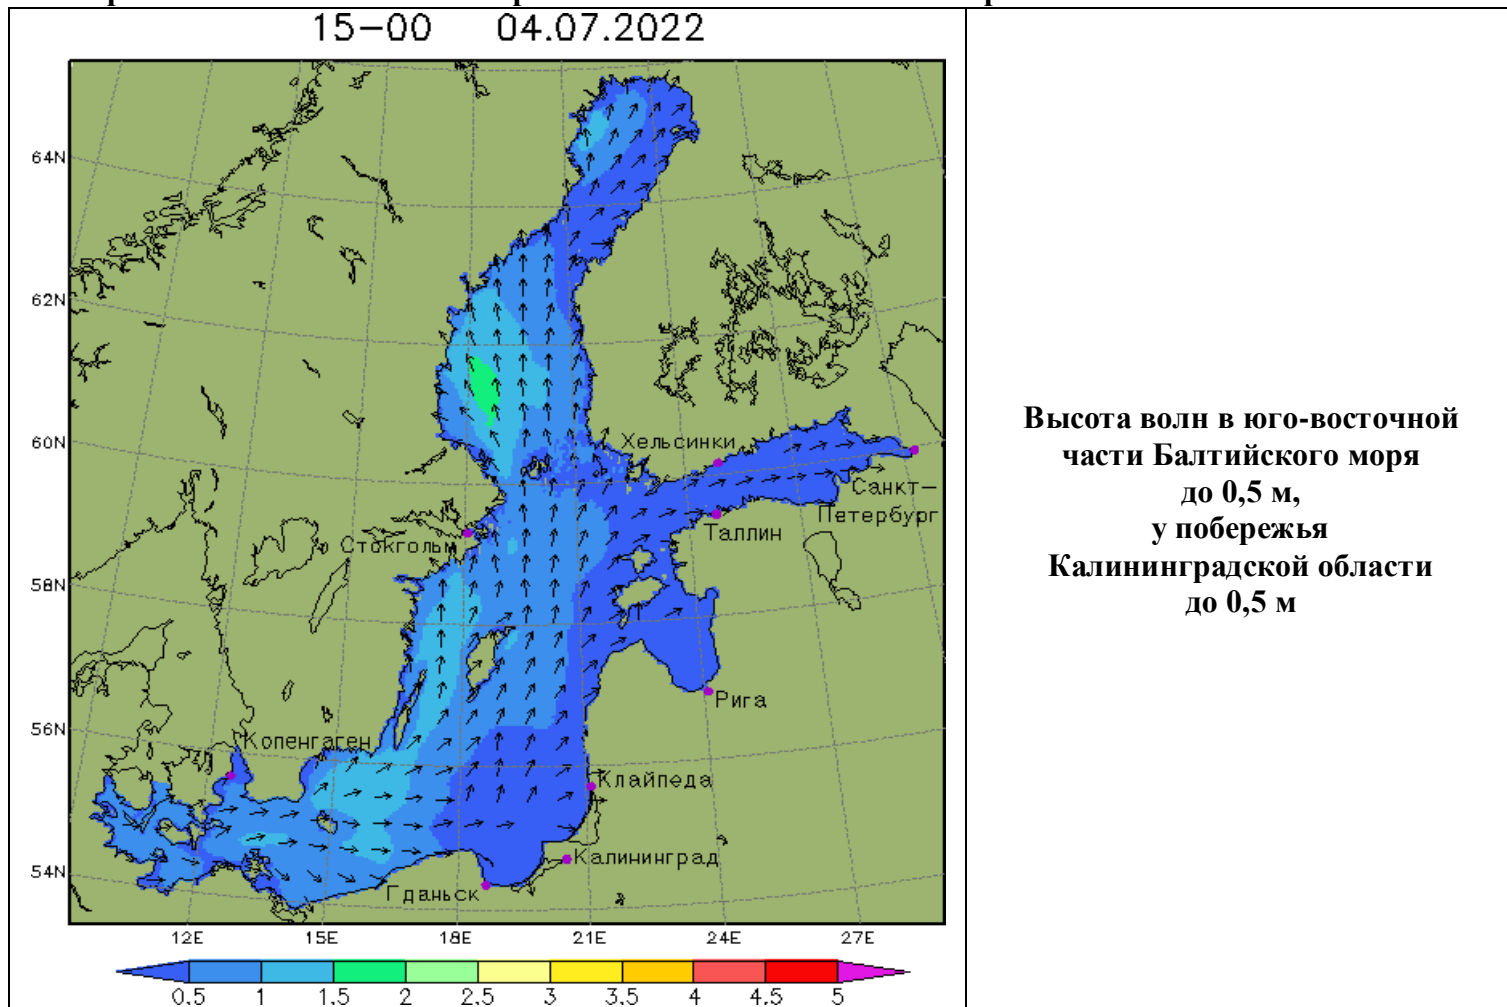 15-00 04.07.2022
64N
62N
60N
58N
56N
54N
Хельсинки
Санкт-
Петербург
Таллин
Стокгольм
Рига
Копенгаген
Клайпеда
Калининград
Гданьск
12E 15E 18E 21E 24E 27E
0,5 1 1,5 2 2,5 3 3,5 4 4,5 5
Высота волн в юго-восточной
части Балтийского моря
до 0,5 м,
у побережья
Калининградской области
до 0,5 м